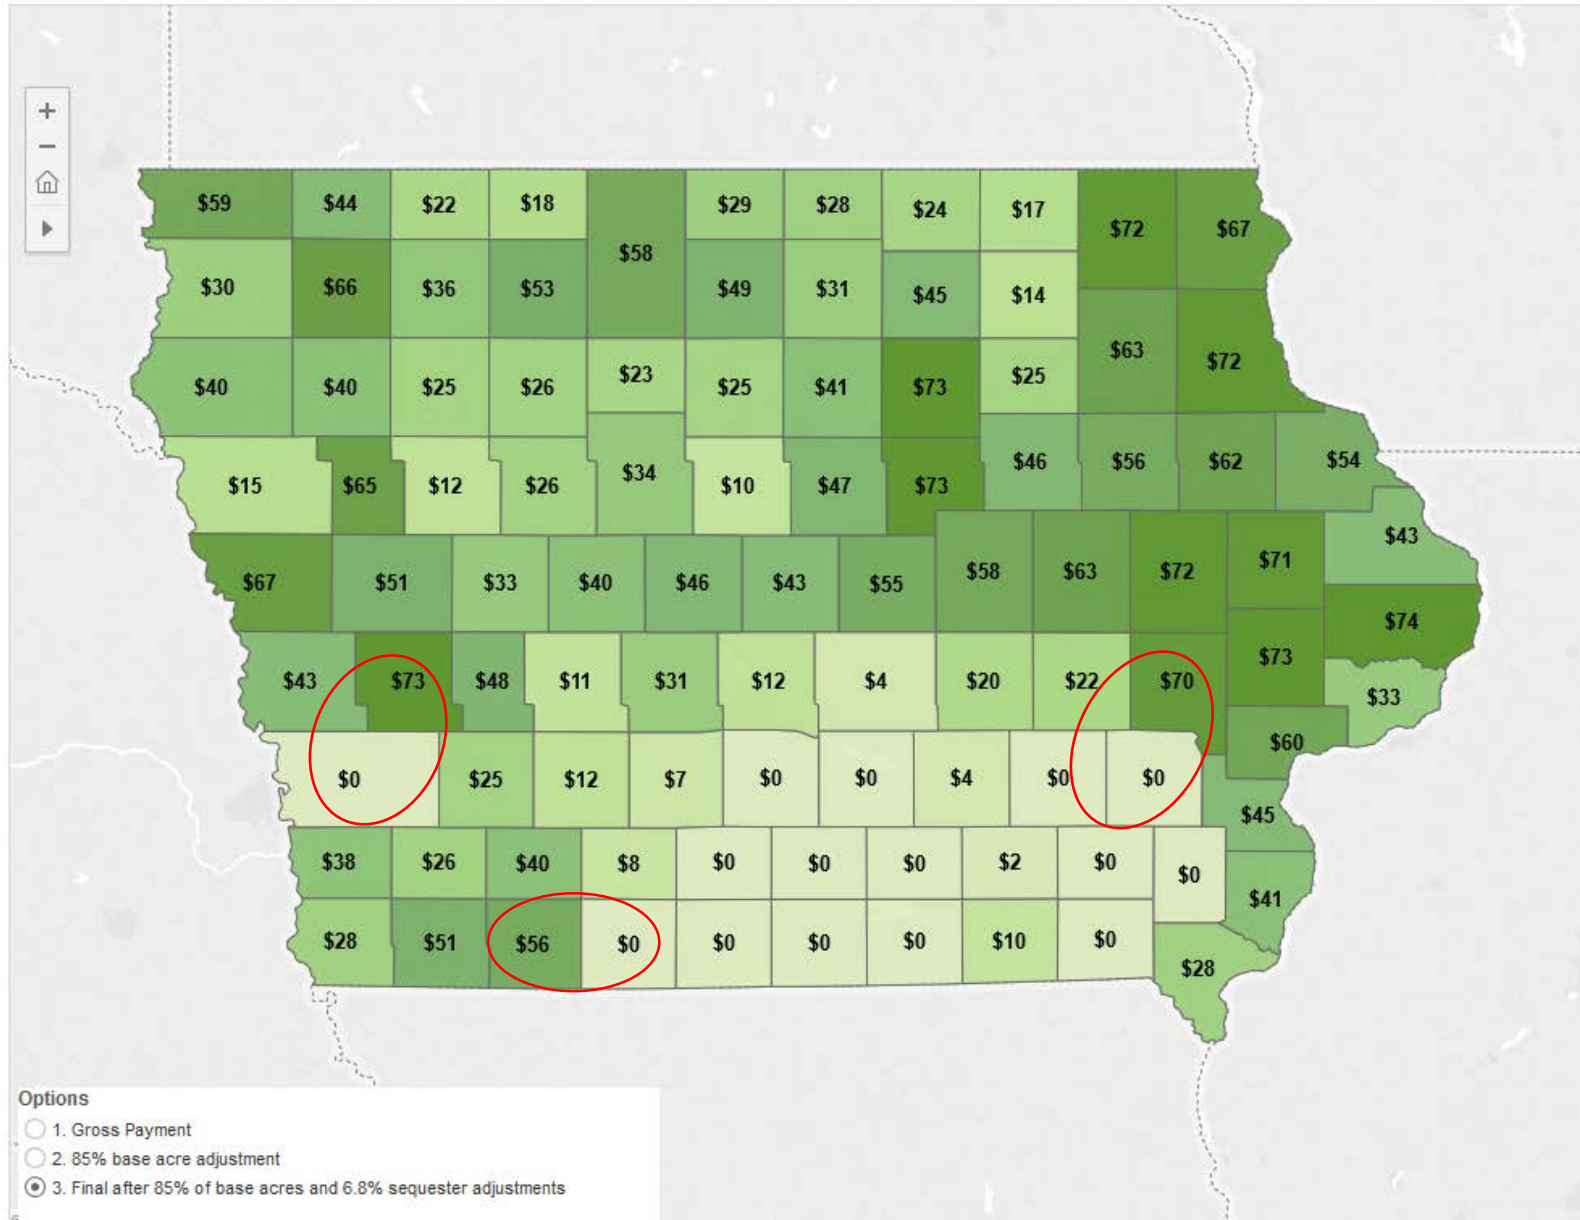 $59 $44 $22 $18 $29 $28 $24 $17 $72 $67
$58
$30 $66 $36 $53 $49 $31 $45 $14
$40 $40 $25 $26 $23 $25 $41 $73 $25 $63 $72
$15 $65 $12 $26 $34 $10 $47 $73 $46 $56 $62 $54
$67 $51 $33 $40 $46 $43 $55 $58 $63 $72 $71 $43
$74
$43 $73 $48 $11 $31 $12 $4 $20 $22 $70 $73 $33
$0 $25 $12 $7 $0 $0 $4 $0 $0 $60
$45
$38 $26 $40 $8 $0 $0 $0 $2 $0 $0 $41
$28 $51 $56 $0 $0 $0 $0 $10 $0 $28
Options
1. Gross Payment
2. 85% base acre adjustment
3. Final after 85% of base acres and 6.8% sequester adjustments